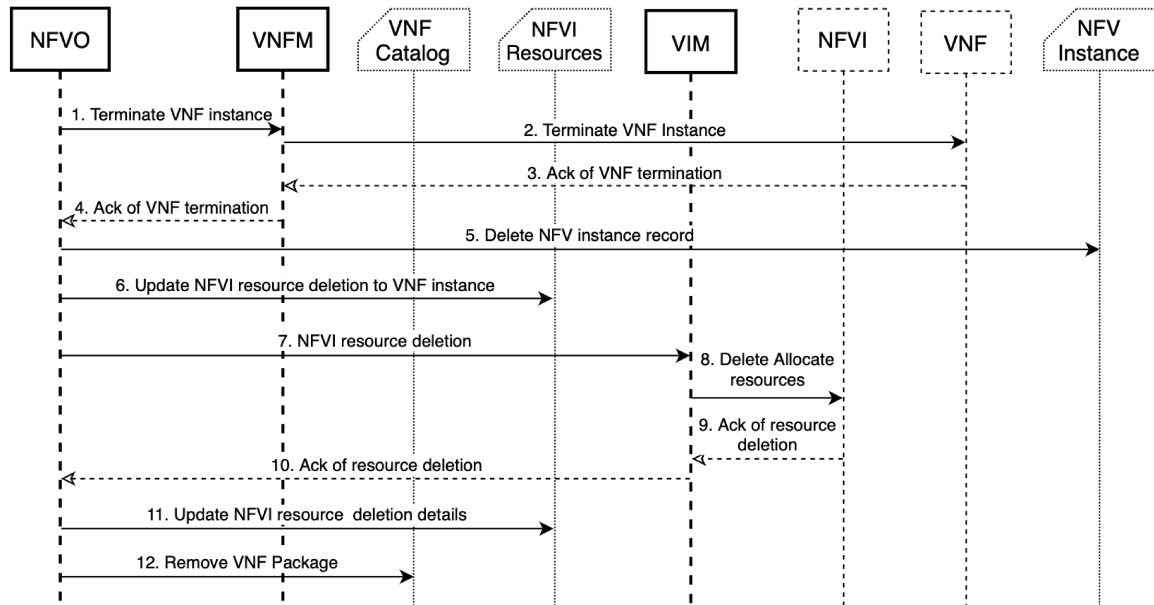 NFVO
VNFM
VNF
Catalog
NFVI
Resources
VIM
NFVI
VNF
NFV
Instance
1. Terminate VNF instance
2. Terminate VNF Instance
3. Ack of VNF termination
4. Ack of VNF termination
5. Delete NFV instance record
6. Update NFVI resource deletion to VNF instance
7. NFVI resource deletion
8. Delete Allocate
resources
9. Ack of resource
deletion
10. Ack of resource deletion
11. Update NFVI resource  deletion details
12. Remove VNF Package